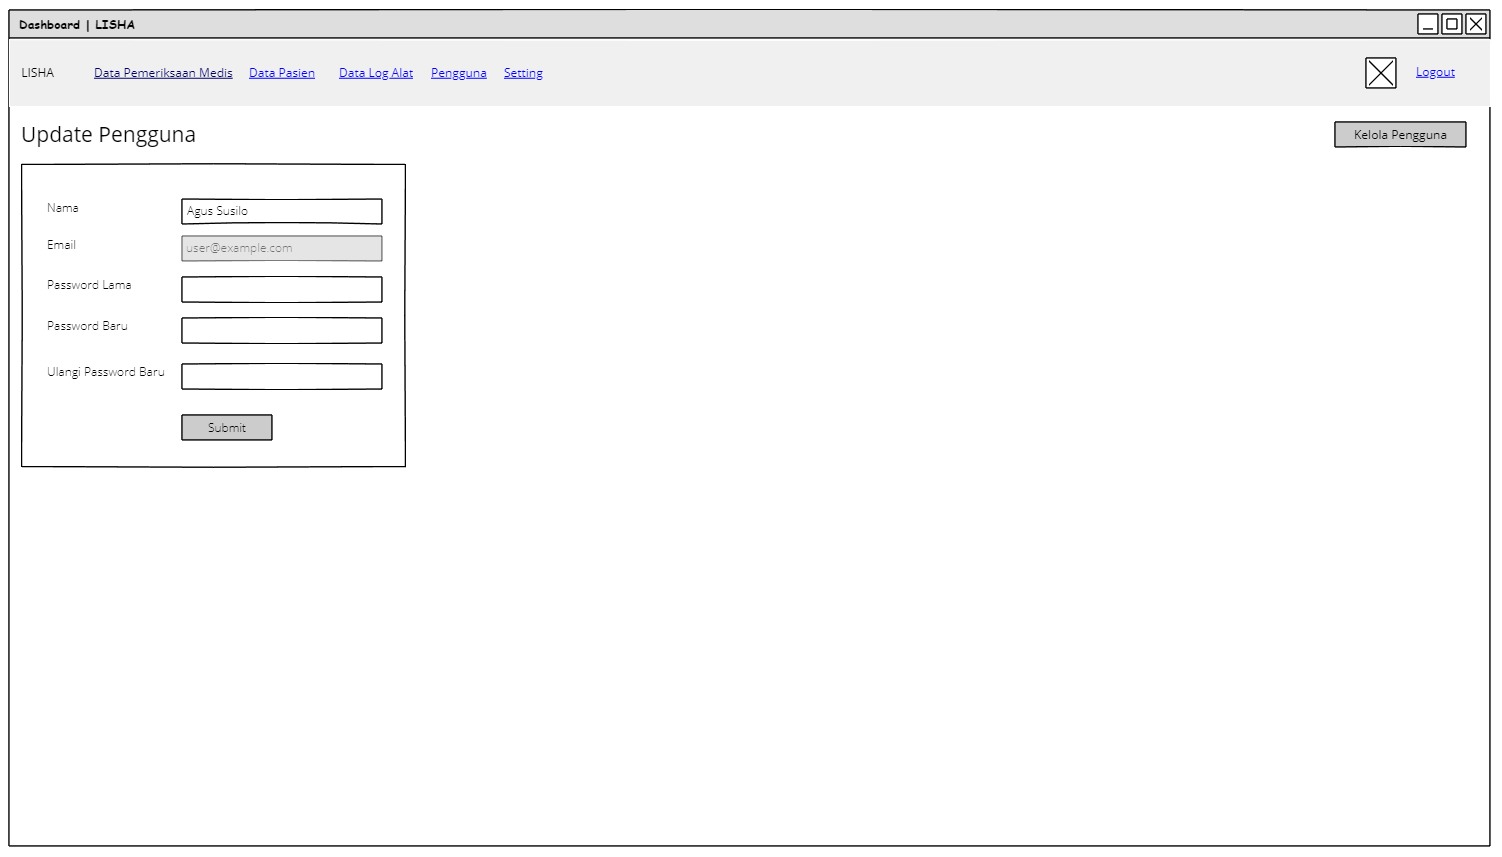 Dashboard | LISHA
LISHA Data Pemeriksaan Medis Data Pasien Data Log Alat Pengguna Setting Logout
Update Pengguna Kelola Pengguna
Nama Agus Susilo
Email user@example.com
Password Lama
Password Baru
Ulangi Password Baru
Submit